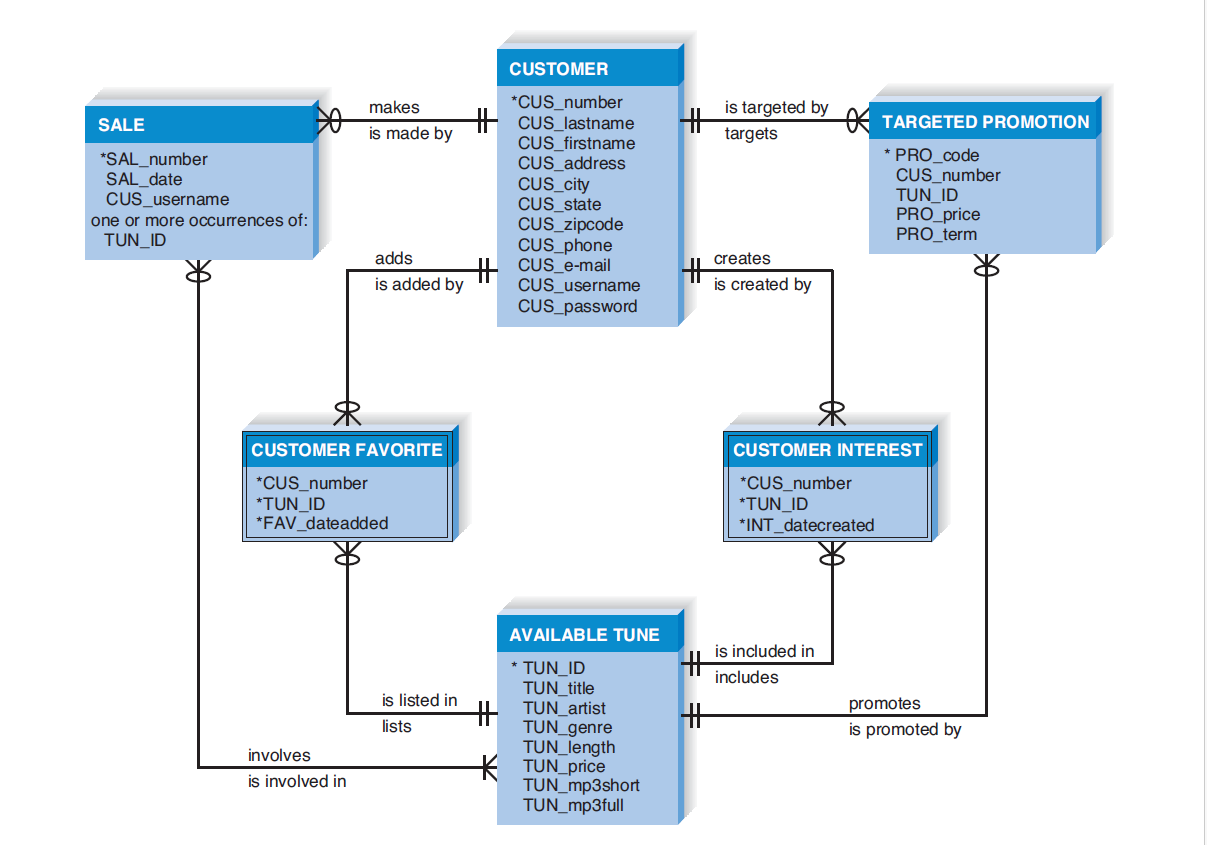 CUSTOMER
*CUS_number
CUS_lastname
CUS_firstname
CUS_address
CUS_city
CUS_state
CUS_zipcode
CUS_phone
CUS_e-mail
CUS_username
CUS_password
SALE
*SAL_number
SAL_date
CUS_username
one or more occurrences of:
TUN_ID
makes
is made by
is targeted by
targets
TARGETED PROMOTION
* PRO_code
CUS_number
TUN_ID
PRO_price
PRO_term
adds
is added by
creates
is created by
CUSTOMER FAVORITE
*CUS_number
*TUN_ID
*FAV_dateadded
CUSTOMER INTEREST
*CUS_number
*TUN_ID
*INT_datecreated
AVAILABLE TUNE
* TUN_ID
TUN_title
TUN_artist
TUN_genre
TUN_length
TUN_price
TUN_mp3short
TUN_mp3full
is included in
includes
is listed in
lists
promotes
is promoted by
involves
is involved in